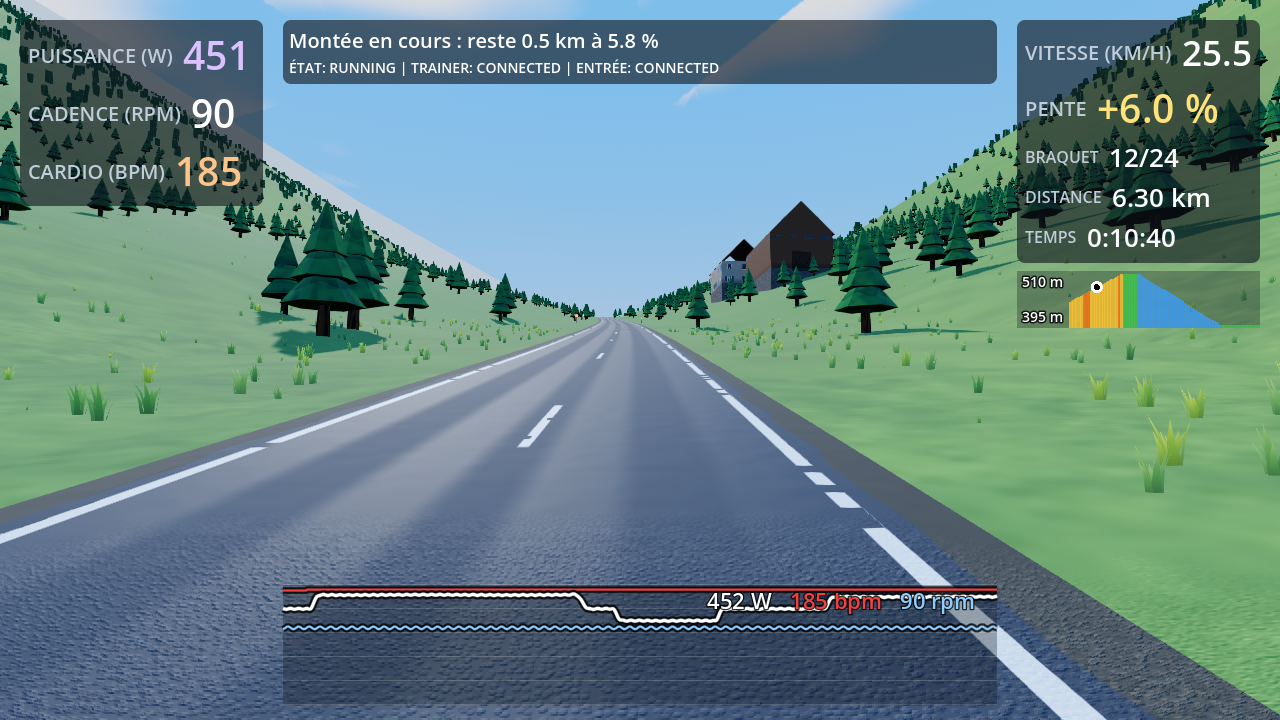 PUISSANCE (W) 451
CADENCE (RPM) 90
CARDIO (BPM) 185
Montée en cours : reste 0.5 km à 5.8 %
ÉTAT: RUNNING | TRAINER: CONNECTED | ENTRÉE: CONNECTED
VITESSE (KM/H) 25.5
PENTE +6.0 %
BRAQUET 12/24
DISTANCE 6.30 km
TEMPS 0:10:40
510 m
395 m
452 W 185 bpm 90 rpm